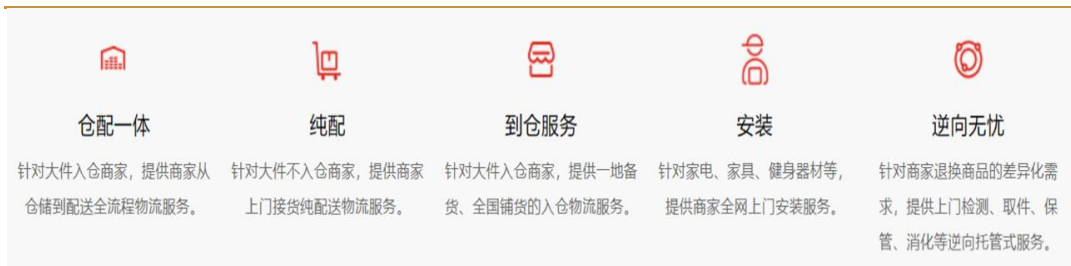 仓配一体
针对大件入仓商家，提供商家从
仓储到配送全流程物流服务。
纯配
针对大件不入仓商家，提供商家
上门接货纯配送物流服务。
到仓服务
针对大件入仓商家，提供一地备
货、全国铺货的入仓物流服务。
安装
针对家电、家具、健身器材等，
提供商家全网上门安装服务。
逆向无忧
针对商家退换商品的差异化需
求，提供上门检测、取件、保
管、消化等逆向托管式服务。